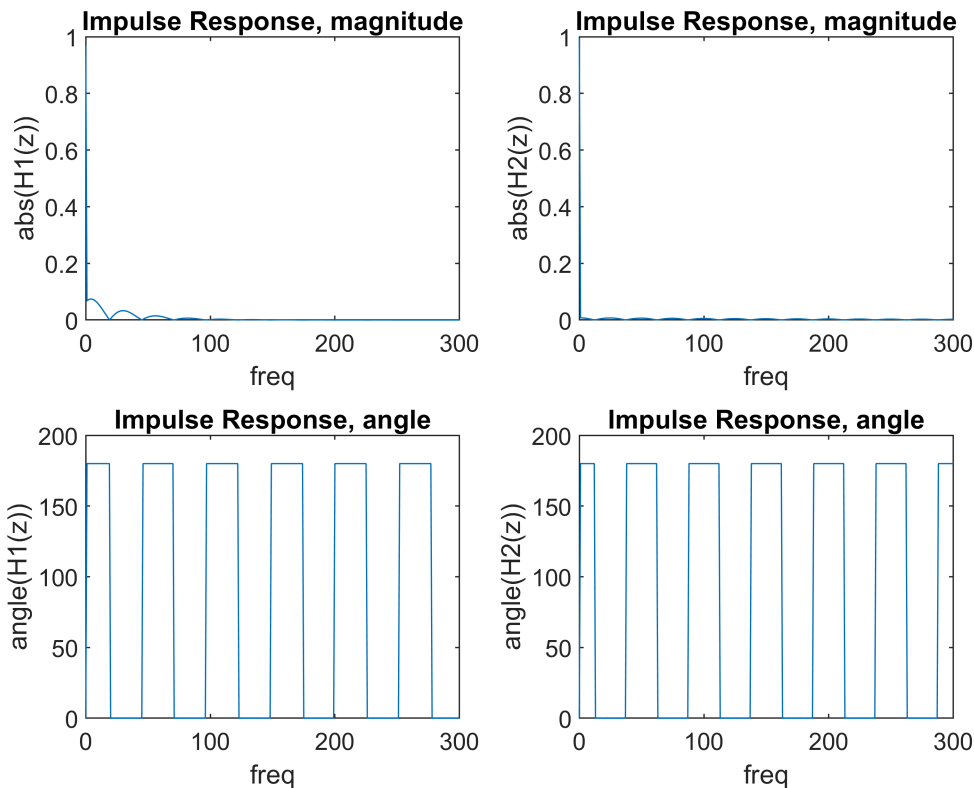 Impulse Response, magnitude
abs(H1(z))
1
0.8
0.6
0.4
0.2
0
0 100 200 300
freq
Impulse Response, magnitude
abs(H2(z))
1
0.8
0.6
0.4
0.2
0
0 100 200 300
freq
Impulse Response, angle
angle(H1(z))
200
150
100
50
0
0 100 200 300
freq
Impulse Response, angle
angle(H2(z))
200
150
100
50
0
0 100 200 300
freq